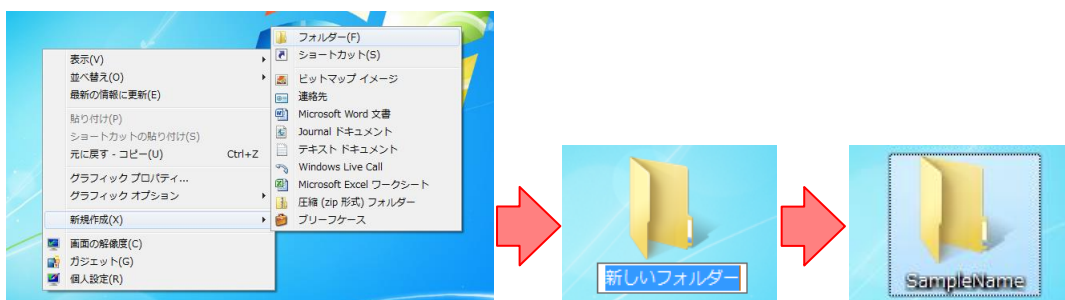 表示(V)
並べ替え(O)
最新の情報に更新(E)
貼り付け(P)
ショートカットの貼り付け(S)
元に戻す - コピー(U) Ctrl+Z
グラフィック プロパティ...
グラフィック オプション
新規作成(X)
画面の解像度(C)
ガジェット(G)
個人設定(R)
フォルダー(F)
ショートカット(S)
ビットマップ イメージ
連絡先
Microsoft Word 文書
Journal ドキュメント
テキスト ドキュメント
Windows Live Call
Microsoft Excel ワークシート
圧縮 (zip 形式) フォルダー
ブリーフケース
新しいフォルダー
SampleName